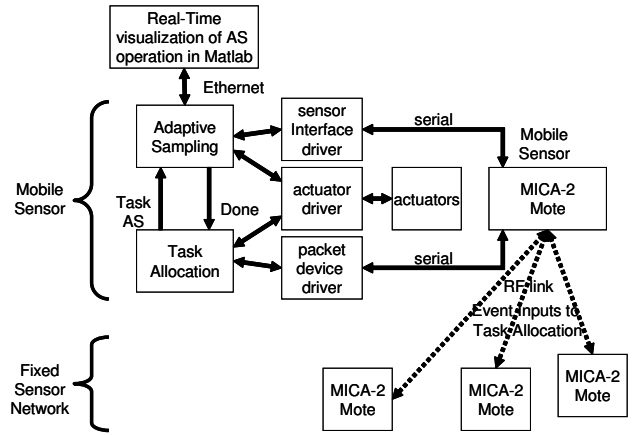 Real-Time
visualization of AS
operation in Matlab
Ethernet
Mobile
Sensor
Adaptive
Sampling
sensor
Interface
driver
serial
Mobile
Sensor
MICA-2
Mote
actuator
driver
actuators
Task
AS
Done
Task
Allocation
packet
device
driver
serial
RF link
Event Inputs to
Task Allocation
Fixed
Sensor
Network
MICA-2
Mote
MICA-2
Mote
MICA-2
Mote